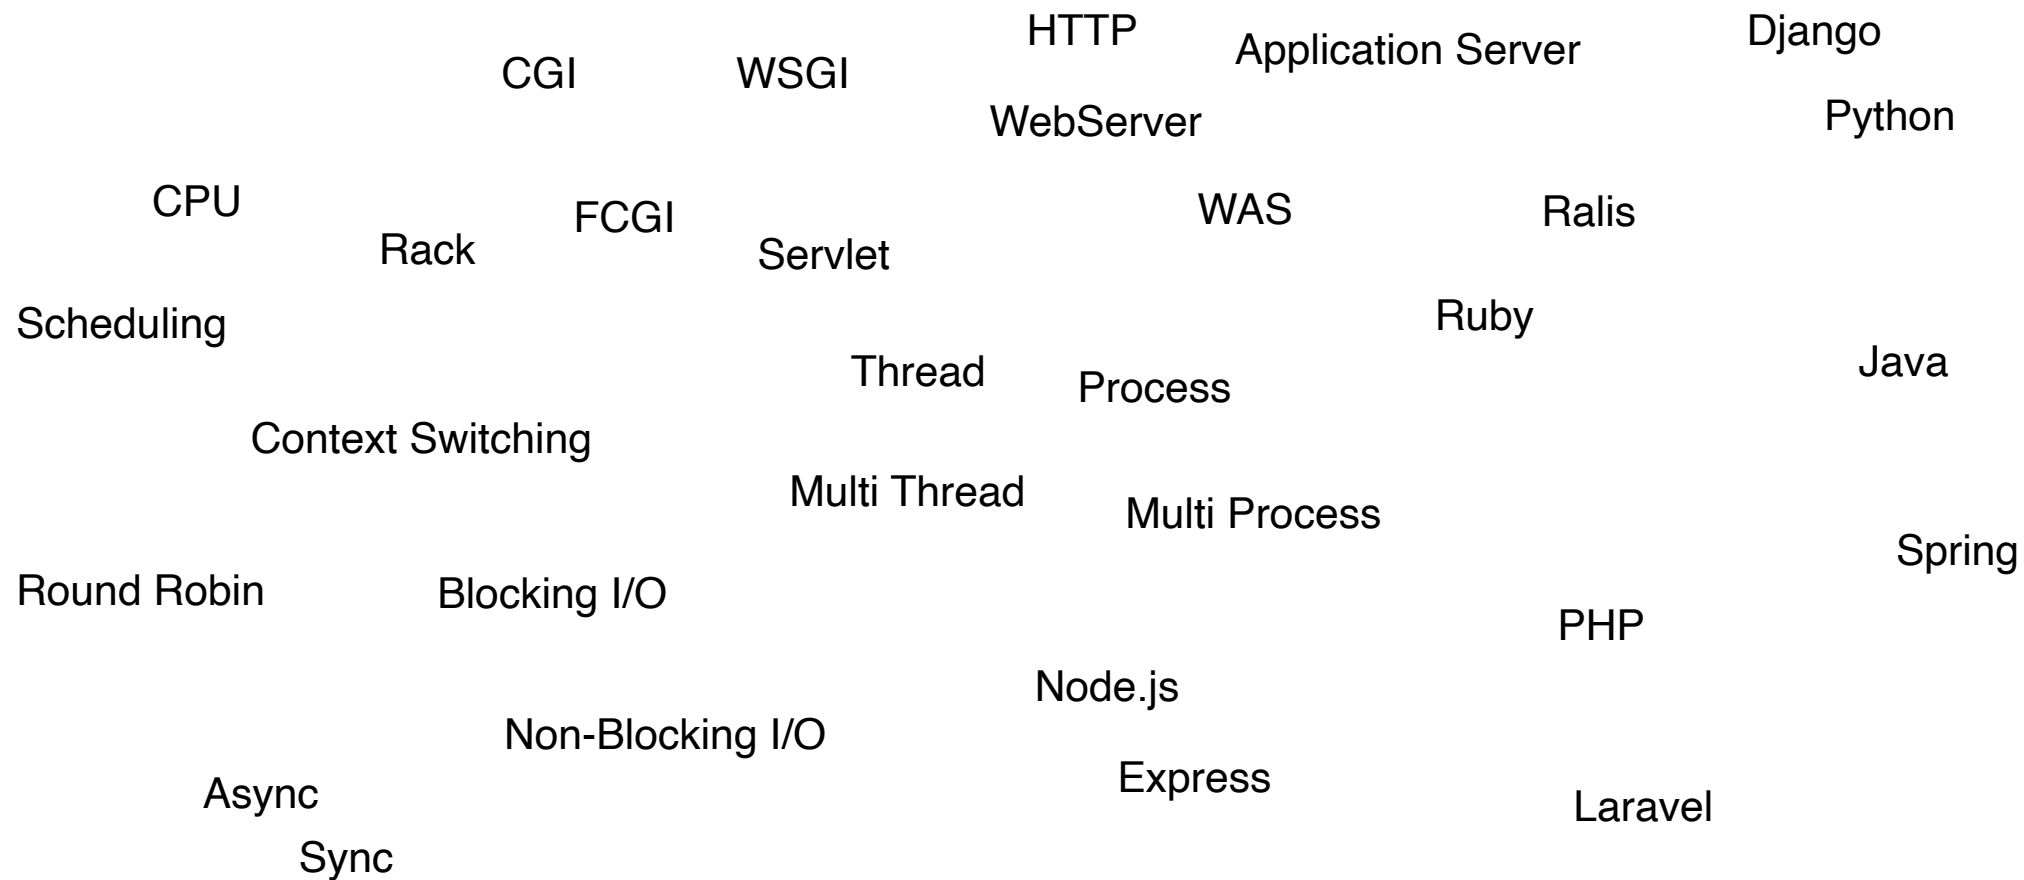 HTTP
Django
Application Server
CGI
WSGI
WebServer
Python
CPU
FCGI
WAS
Ralis
Rack
Servlet
Scheduling
Ruby
Thread
Process
Java
Context Switching
Multi Thread
Multi Process
Spring
Round Robin
Blocking I/O
PHP
Node.js
Non-Blocking I/O
Express
Async
Laravel
Sync